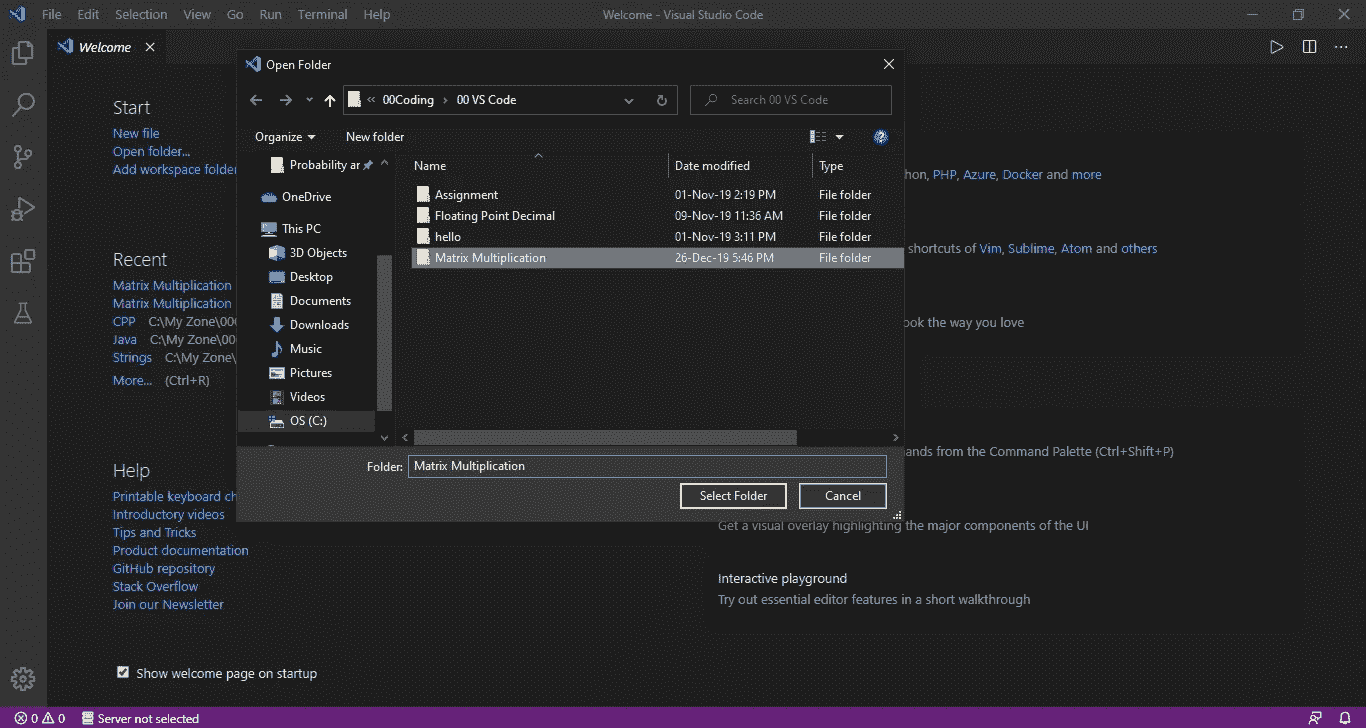 File Edit Selection View Go Run Terminal Help Welcome - Visual Studio Code
Welcome
Open Folder
00Coding 00 VS Code
Search 00 VS Code
Organize New folder
Name Date modified Type
Assignment 01-Nov-19 2:19 PM File folder
Floating Point Decimal 09-Nov-19 11:36 AM File folder
hello 01-Nov-19 3:11 PM File folder
Matrix Multiplication 26-Dec-19 5:46 PM File folder
Probability ar
OneDrive
This PC
3D Objects
Desktop
Documents
Downloads
Music
Pictures
Videos
OS (C:)
Folder: Matrix Multiplication
Select Folder Cancel
Start
New file
Open folder...
Add workspace folder
Recent
Matrix Multiplication
Matrix Multiplication
CPP C:\My Zone\00
Java C:\My Zone\00
Strings C:\My Zone\
More... (Ctrl+R)
Help
Printable keyboard ch
Introductory videos
Tips and Tricks
Product documentation
GitHub repository
Stack Overflow
Join our Newsletter
Show welcome page on startup
hon, PHP, Azure, Docker and more
shortcuts of Vim, Sublime, Atom and others
ook the way you love
ands from the Command Palette (Ctrl+Shift+P)
Get a visual overlay highlighting the major components of the UI
Interactive playground
Try out essential editor features in a short walkthrough
0 0 Server not selected